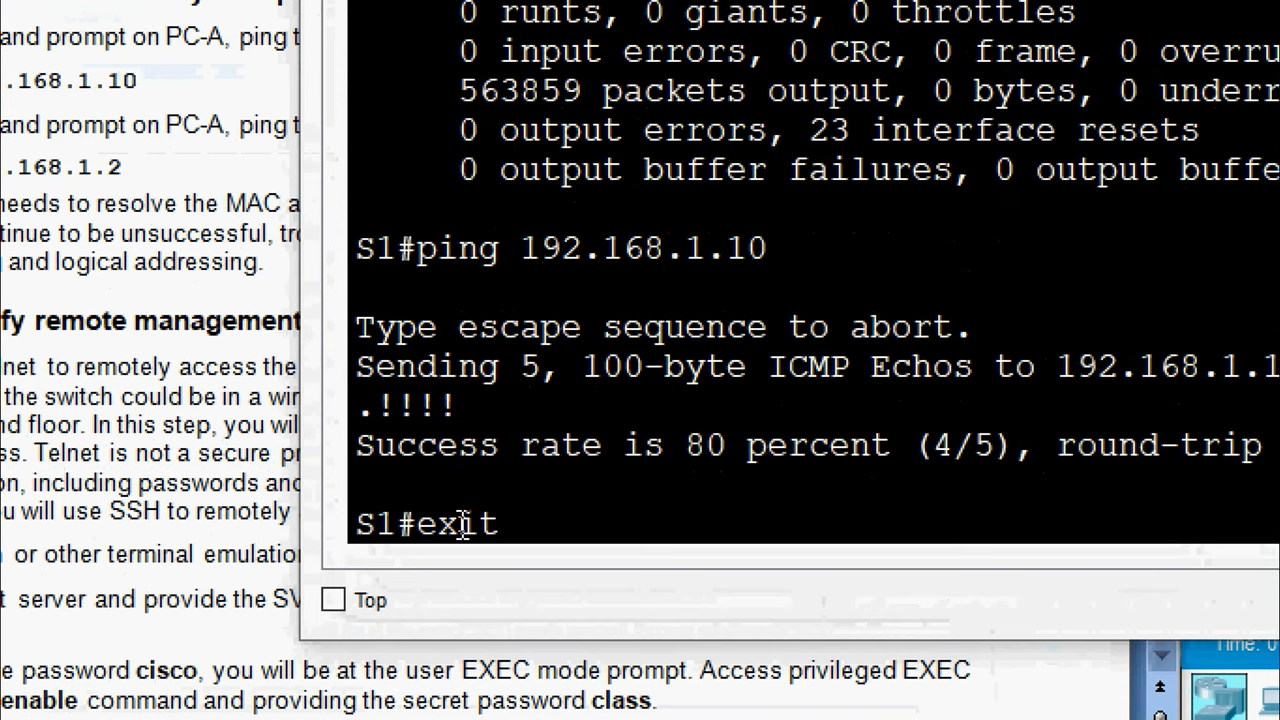 and prompt on PC-A, ping t
.168.1.10
and prompt on PC-A, ping t
.168.1.2
needs to resolve the MAC a
tinue to be unsuccessful, tro
and logical addressing.
fy remote management
net to remotely access the
the switch could be in a wir
nd floor. In this step, you wil
ss. Telnet is not a secure pr
on, including passwords and
u will use SSH to remotely
or other terminal emulation
t server and provide the SV
e password cisco, you will be at the user EXEC mode prompt. Access privileged EXEC
enable command and providing the secret password class.
0 runts, 0 giants, 0 throttles
0 input errors, 0 CRC, 0 frame, 0 overru
563859 packets output, 0 bytes, 0 underr
0 output errors, 23 interface resets
0 output buffer failures, 0 output buffe
S1#ping 192.168.1.10
Type escape sequence to abort.
Sending 5, 100-byte ICMP Echos to 192.168.1.1
.!!!!
Success rate is 80 percent (4/5), round-trip
S1#exit
Top
Time: 0